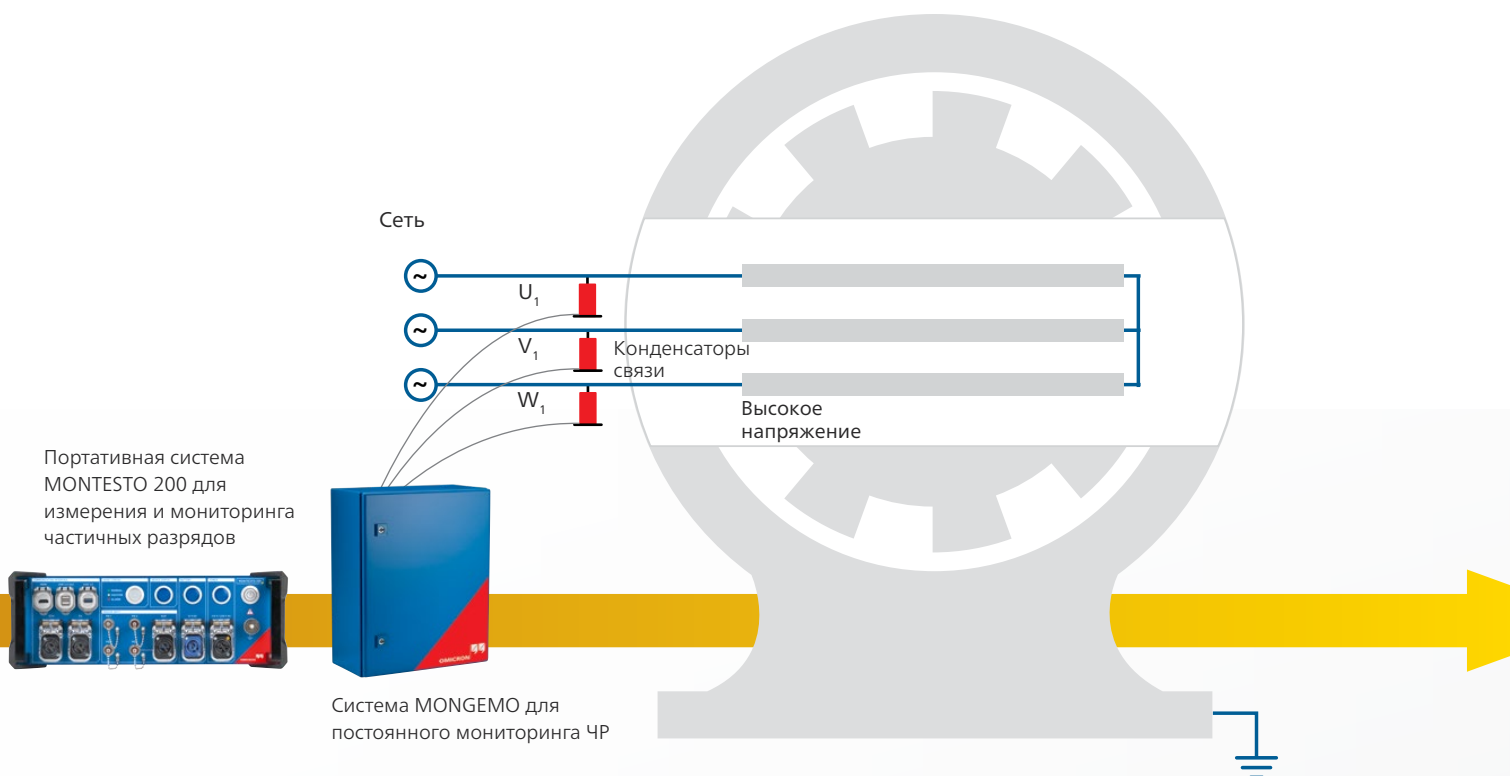 Сеть
U1
V1
Конденсаторы
связи
W1
Высокое
напряжение
Портативная система
MONTESTO 200 для
измерения и мониторинга
частичных разрядов
OMICRON
Система MONGEMO для
постоянного мониторинга ЧР